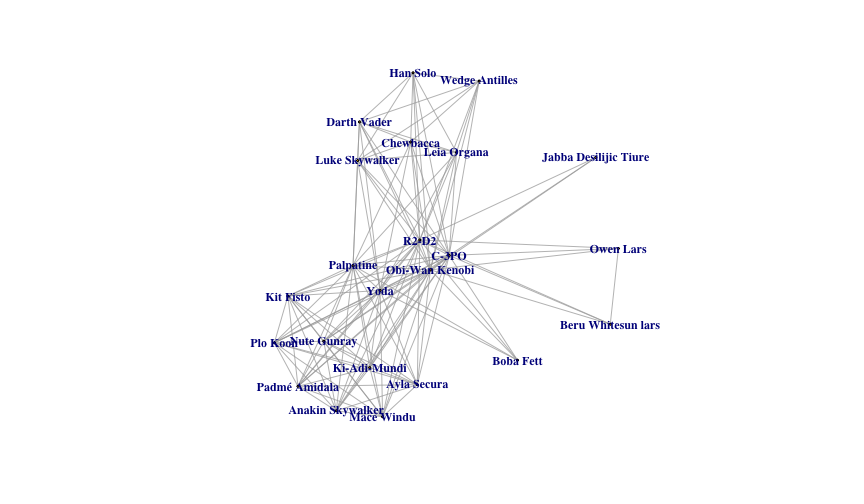 Han Solo
Wedge Antilles
Darth Vader
Chewbacca
Leia Organa
Luke Skywalker
Jabba Desilijic Tiure
R2-D2
Owen Lars
C-3PO
Palpatine
Obi-Wan Kenobi
Yoda
Kit Fisto
Beru Whitesun lars
Plo Koon
Nute Gunray
Boba Fett
Ki-Adi-Mundi
Padmé Amidala
Ayla Secura
Anakin Skywalker
Mace Windu